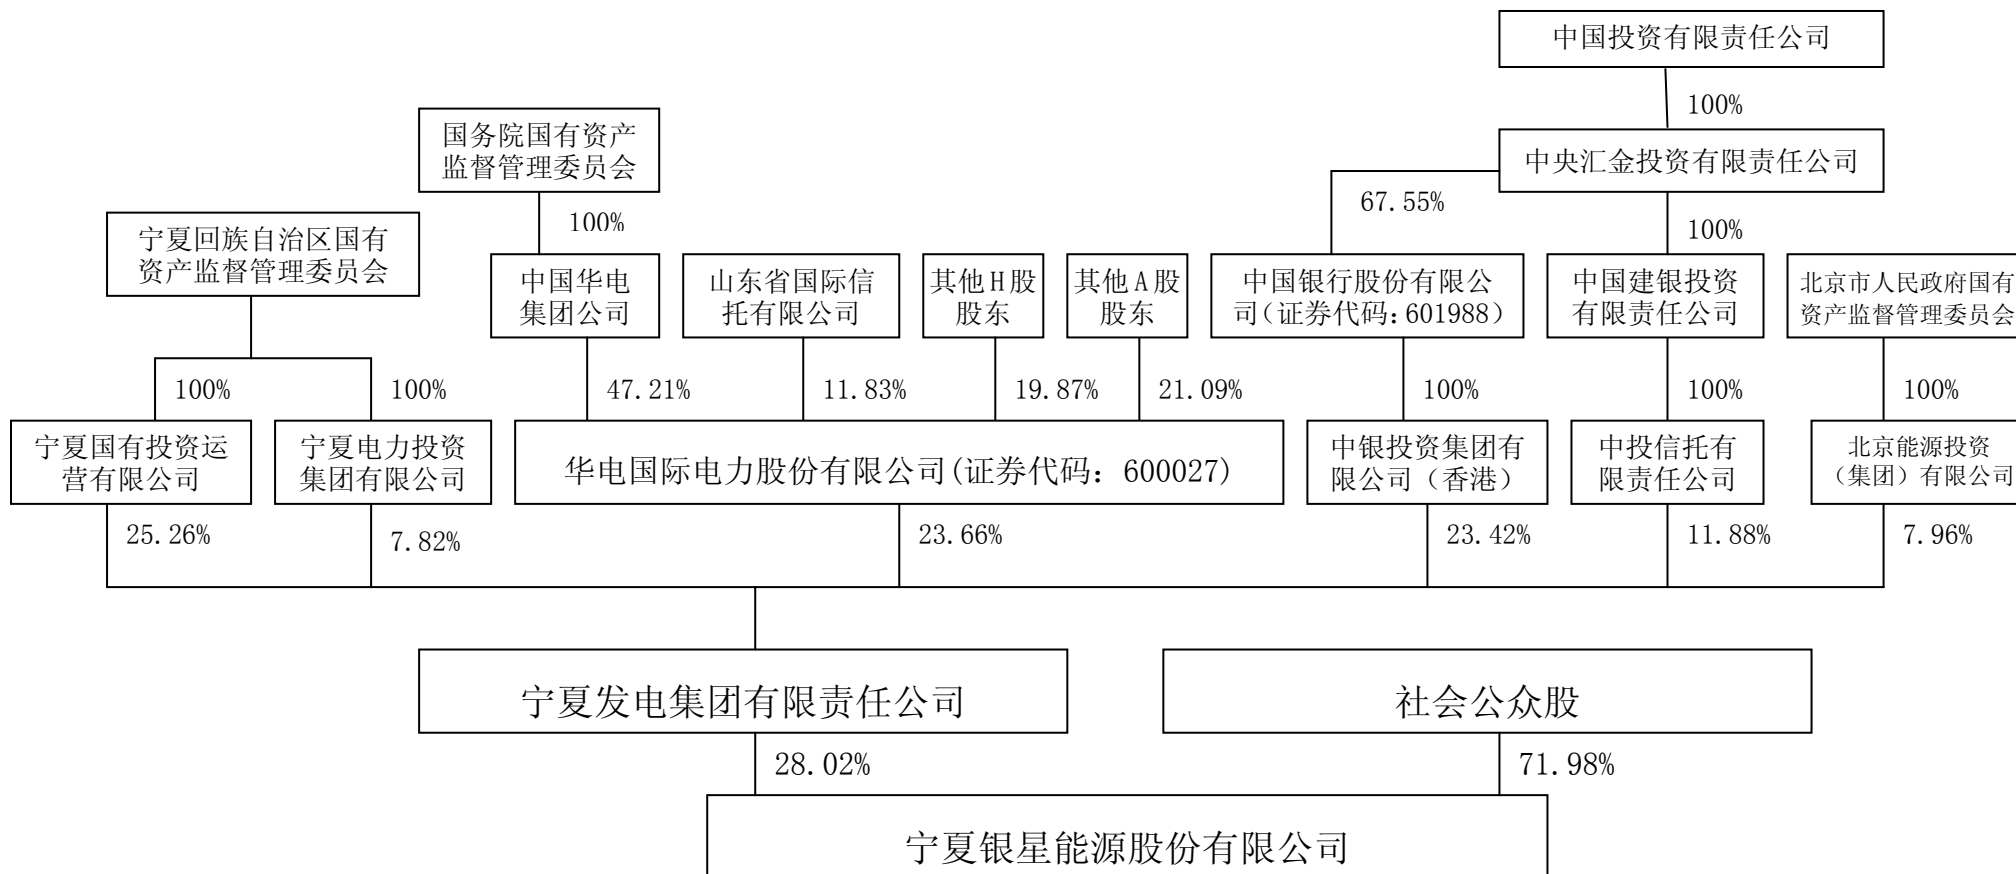 中国投资有限责任公司
100%
国务院国有资产
监督管理委员会
中央汇金投资有限责任公司
67.55%
100%
100%
宁夏回族自治区国有
资产监督管理委员会
中国华电
集团公司
山东省国际信
托有限公司
其他H股
股东
其他A股
股东
中国银行股份有限公
司(证券代码:601988)
中国建银投资
有限责任公司
北京市人民政府国有
资产监督管理委员会
100%
100%
47.21%
11.83%
19.87%
21.09%
100%
100%
100%
宁夏国有投资运
营有限公司
宁夏电力投资
集团有限公司
华电国际电力股份有限公司(证券代码：600027)
中银投资集团有
限公司（香港）
中投信托有
限责任公司
北京能源投资
（集团）有限公司
25.26%
7.82%
23.66%
23.42%
11.88%
7.96%
宁夏发电集团有限责任公司
社会公众股
28.02%
71.98%
宁夏银星能源股份有限公司